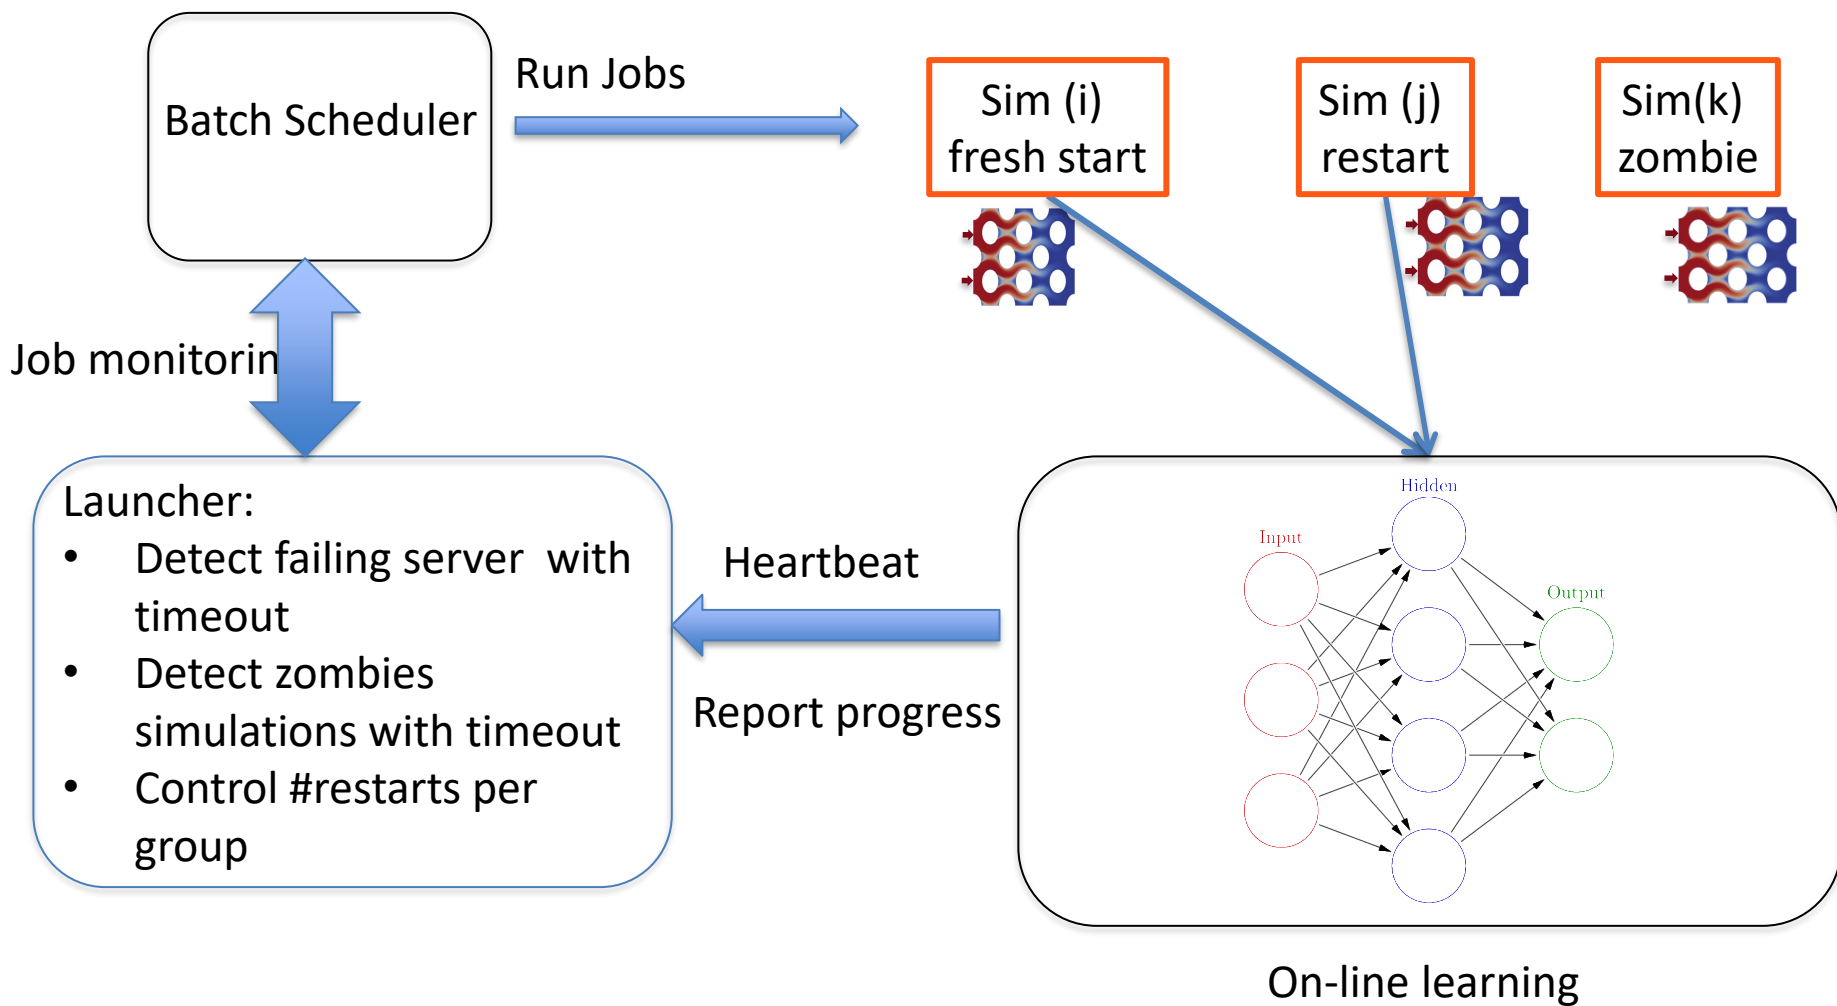 Batch Scheduler
Run Jobs
Sim (i)
fresh start
Sim (j)
restart
Sim(k)
zombie
Job monitorin
Launcher:
• Detect failing server with
timeout
• Detect zombies
simulations with timeout
• Control #restarts per
group
Heartbeat
Report progress
Hidden
Input
Output
On-line learning